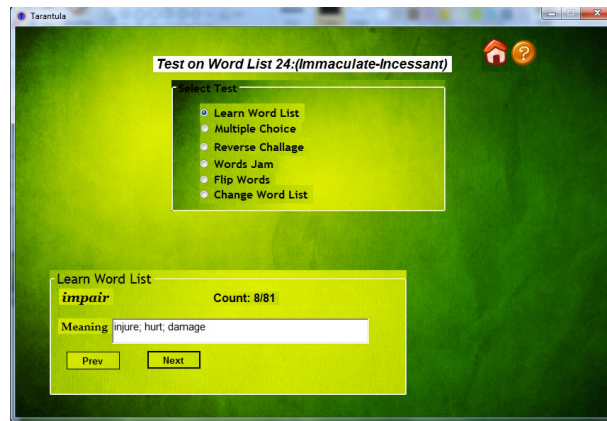 Tarantula
Test on Word List 24:(Immaculate-Incessant)
Select Test
Learn Word List
Multiple Choice
Reverse Challage
Words Jam
Flip Words
Change Word List
Learn Word List
impair Count: 8/81
Meaning injure; hurt; damage
Prev Next